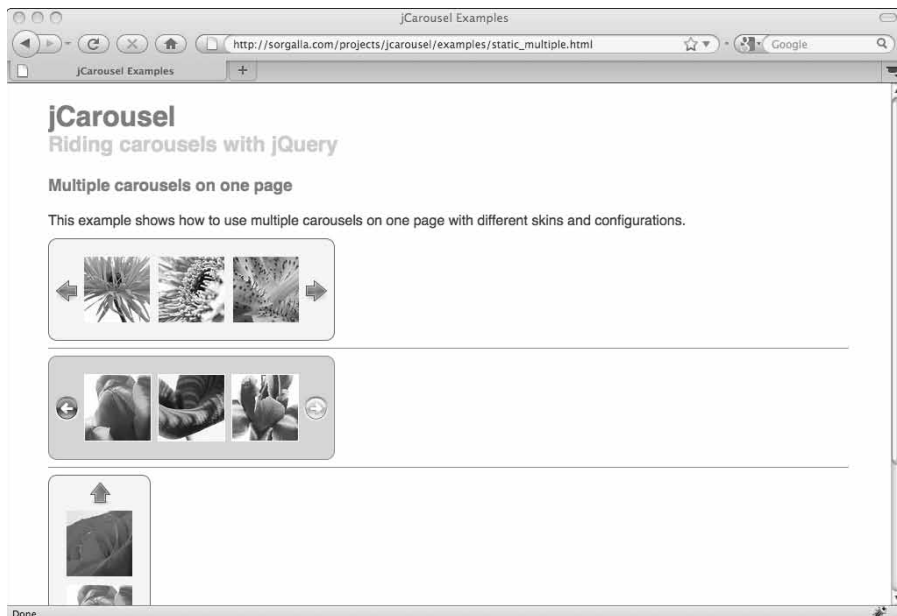 jCarousel Examples
http://sorgalla.com/projects/jcarousel/examples/static_multiple.html
Google
jCarousel Examples
+
jCarousel
Riding carousels with jQuery
Multiple carousels on one page
This example shows how to use multiple carousels on one page with different skins and configurations.
Done